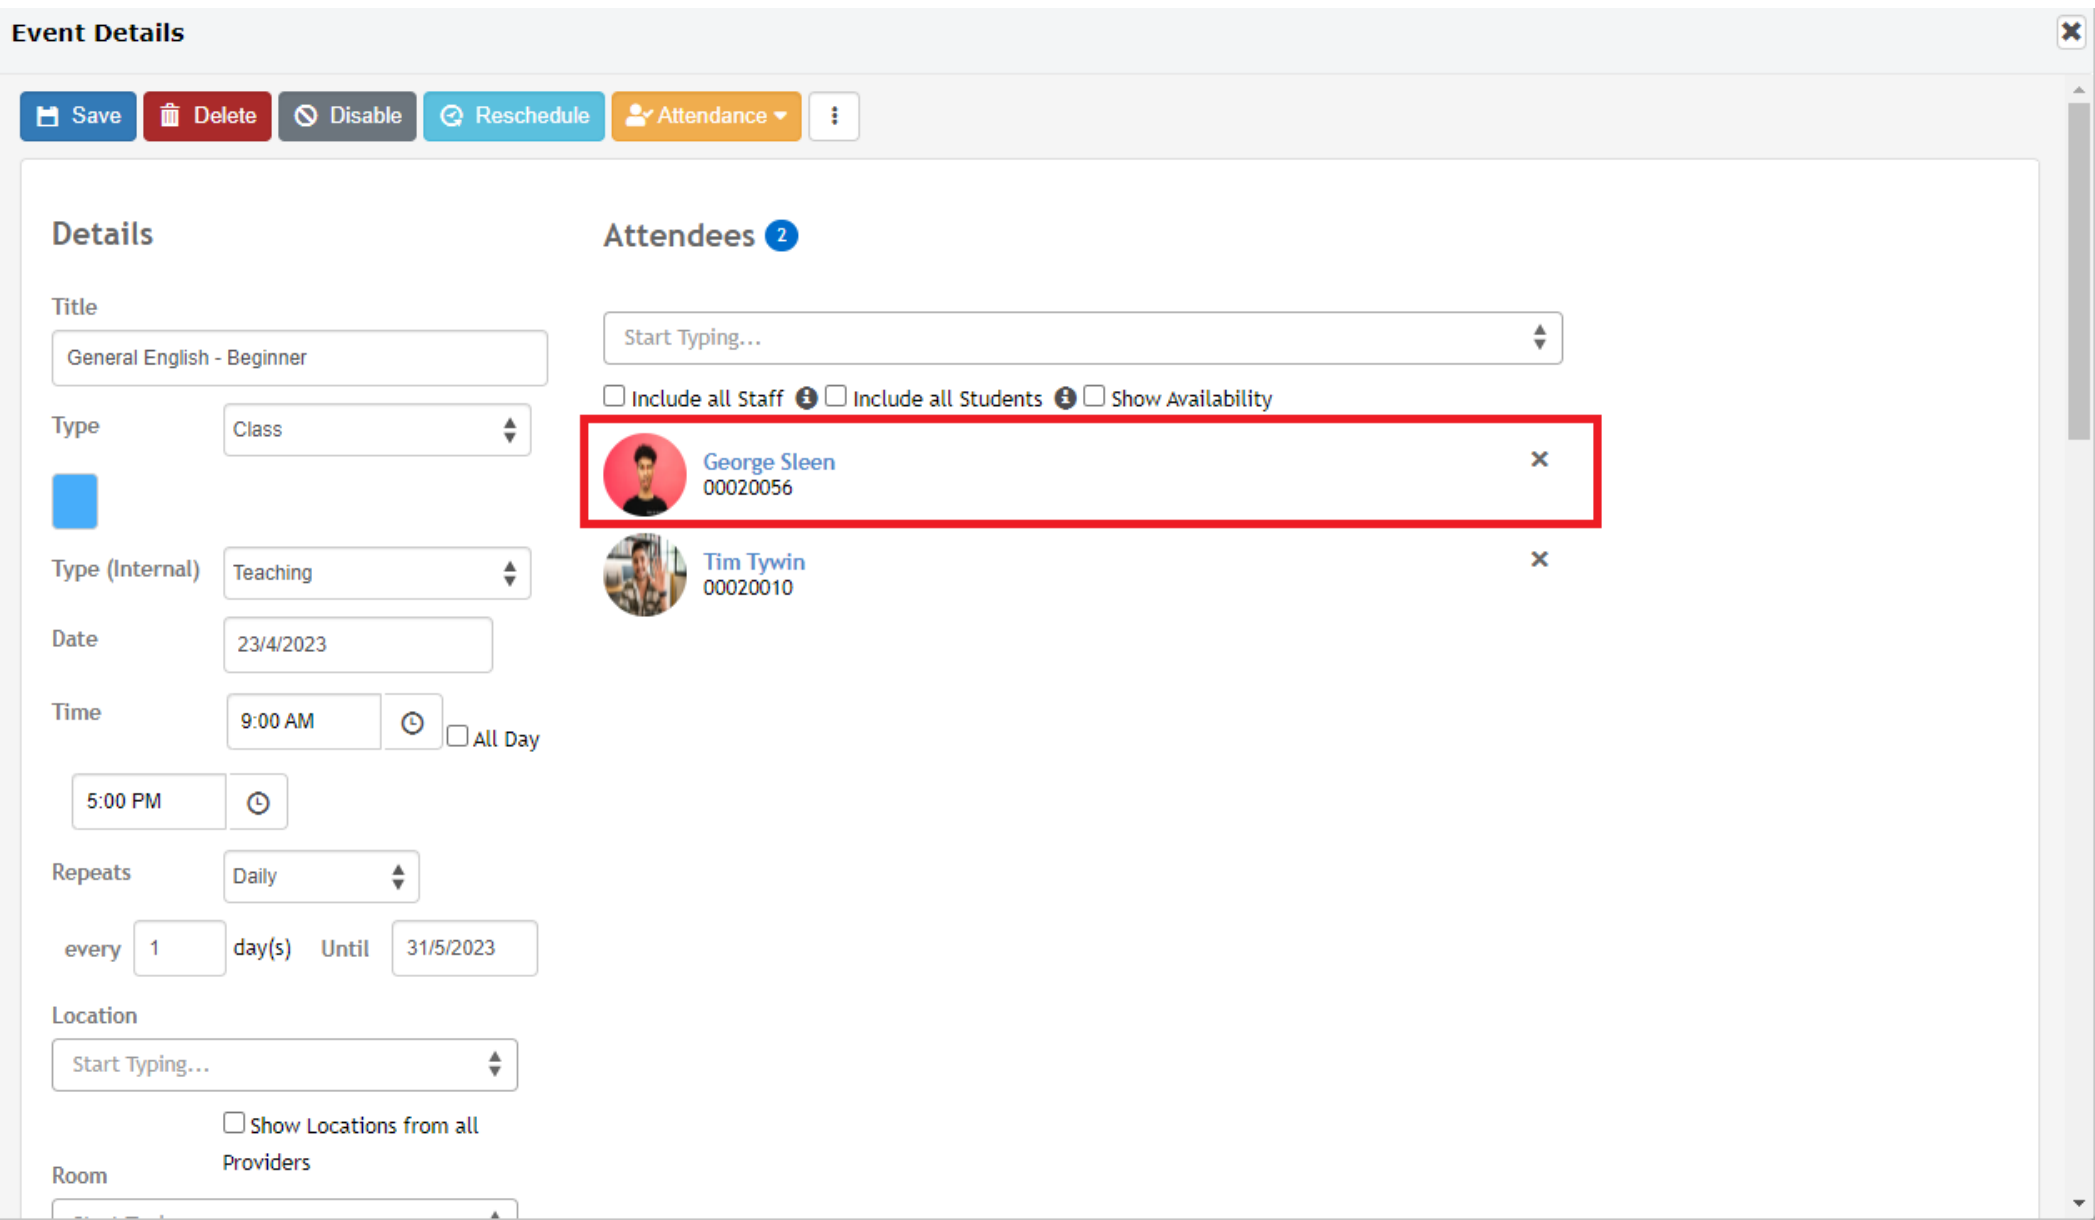 Event Details
Save Delete Disable Reschedule Attendance
Details
Attendees 2
Title
General English - Beginner
Start Typing...
Include all Staff Include all Students Show Availability
Type Class
George Sleen
00020056
Type (Internal) Teaching
Tim Tywin
00020010
Date 23/4/2023
Time 9:00 AM All Day
5:00 PM
Repeats Daily
every 1 day(s) Until 31/5/2023
Location
Start Typing...
Show Locations from all
Providers
Room